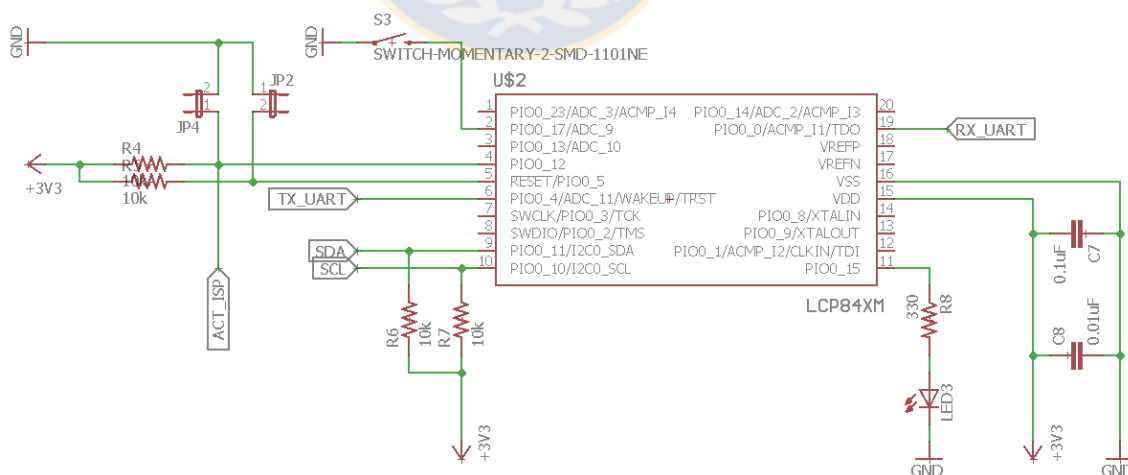 GND
GND
S3
SWITCH-MOMENTARY-2-SMD-1101NE
2
1
JP4
1
2
JP2
R4
10k
10k
+3V3
TX_UART
SDA
SCL
ACT_ISP
R6
10k
R7
10k
+3V3
U$2
1 PIO0_23/ADC_3/ACMP_I4
2 PIO0_17/ADC_9
3 PIO0_13/ADC_10
4 PIO0_12
5 RESET/PIO0_5
6 PIO0_4/ADC_11/WAKEUP/TRST
7 SWCLK/PIO0_3/TCK
8 SWDIO/PIO0_2/TMS
9 PIO0_11/I2C0_SDA
10 PIO0_10/I2C0_SCL
PIO0_14/ADC_2/ACMP_I3 20
PIO0_0/ACMP_I1/TDO 19
VREFP 18
VREFN 17
VSS 16
VDD 15
PIO0_8/XTALIN 14
PIO0_9/XTALOUT 13
PIO0_1/ACMP_I2/CLKIN/TDI 12
PIO0_15 11
LCP84XM
RX_UART
330
R8
LED3
GND
0.1uF
C7
C8
0.01uF
+3V3
GND